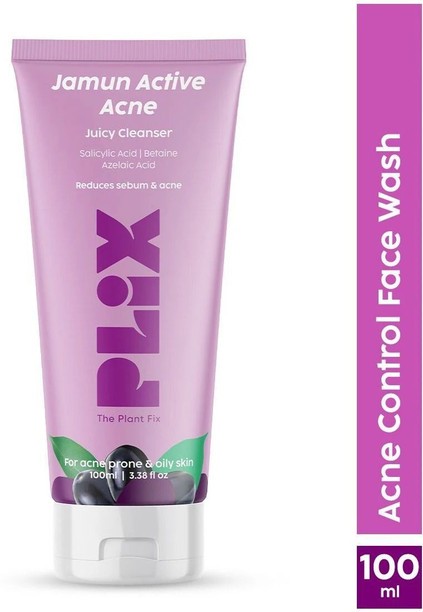 Jamun Active
Acne
Juicy Cleanser
Salicylic Acid | Betaine
Azelaic Acid
Reduces sebum & acne
PLiX
The Plant Fix
For acne prone & oily skin
100ml | 3.38 fl oz
Acne Control Face Wash
100
ml